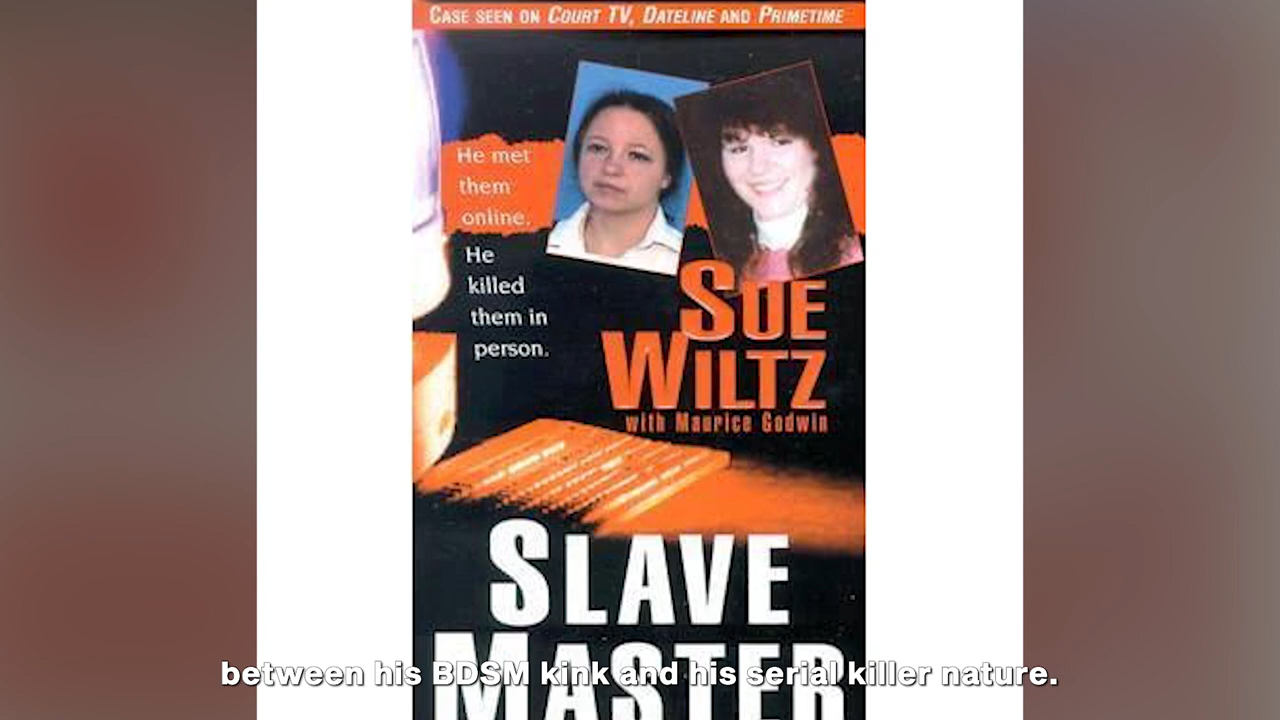 CASE SEEN ON COURT TV, DATELINE AND PRIMETIME
He met
them
online.
He
killed
them in
person.
SUE
WILTZ
with Maurice Godwin
SLAVE
MASTER
between his BDSM kink and his serial killer nature.